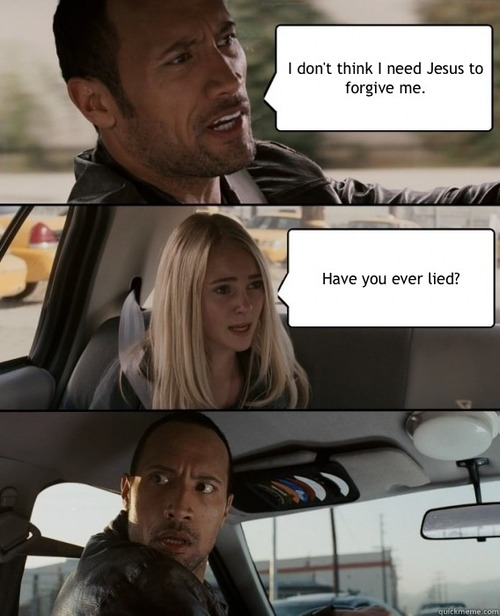 I don't think I need Jesus to
forgive me.
Have you ever lied?
quickmeme.com